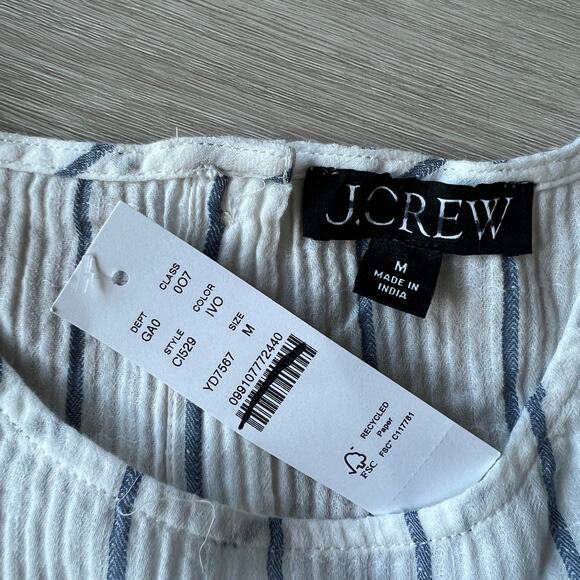 J.CREW
M
MADE IN
INDIA
DEPT CLASS
GA0 0O7
STYLE COLOR
CI529 IVO
SIZE
YD7567 M
099107772440
RECYCLED
Paper
FSC® C117781
FSC